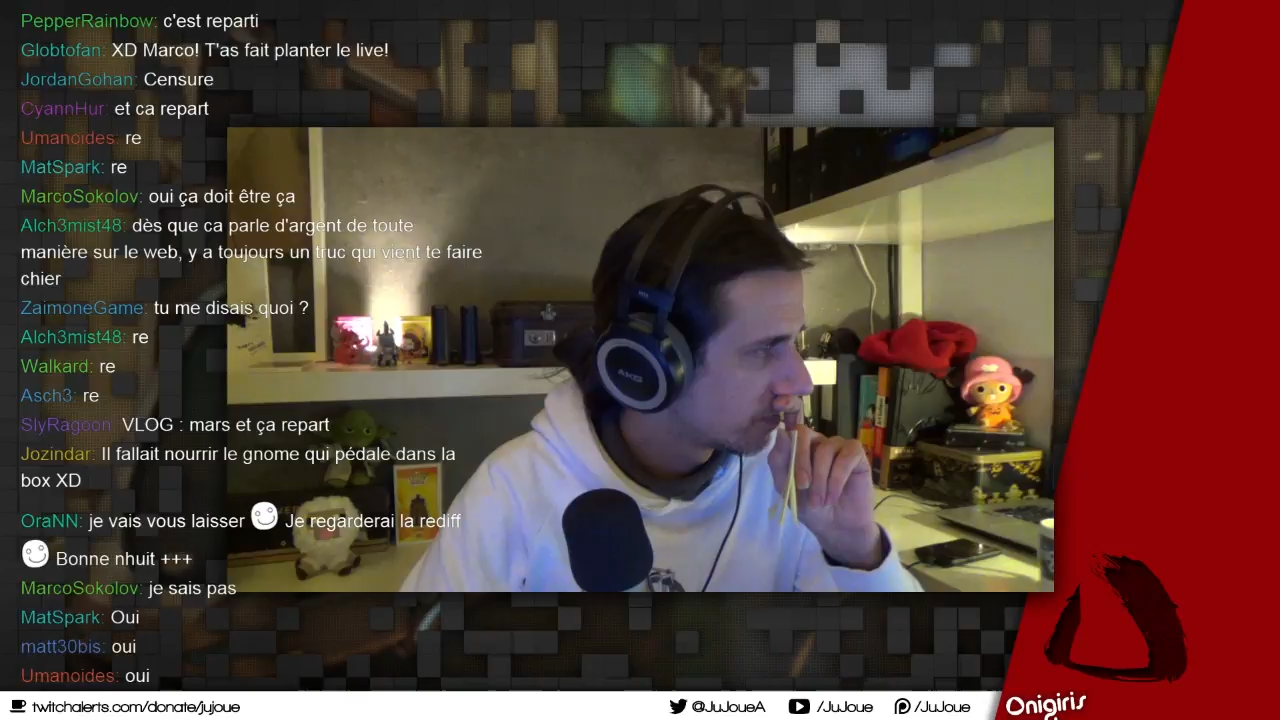 PepperRainbow: c'est reparti
Globtofan: XD Marco! T'as fait planter le live!
JordanGohan: Censure
CyannHur: et ca repart
Umanoides: re
MatSpark: re
MarcoSokolov: oui ça doit être ça
Alch3mist48: dès que ca parle d'argent de toute
manière sur le web, y a toujours un truc qui vient te faire
chier
ZaimoneGame: tu me disais quoi ?
Alch3mist48: re
Walkard: re
Asch3: re
AKG
SlyRagoon: VLOG : mars et ça repart
Jozindar: Il fallait nourrir le gnome qui pédale dans la
box XD
OraNN: je vais vous laisser Je regarderai la rediff
Bonne nhuit +++
MarcoSokolov: je sais pas
MatSpark: Oui
matt30bis: oui
Umanoides: oui
twitchalerts.com/donate/jujoue
@JuJoueA
/JuJoue
/JuJoue
Onigiris